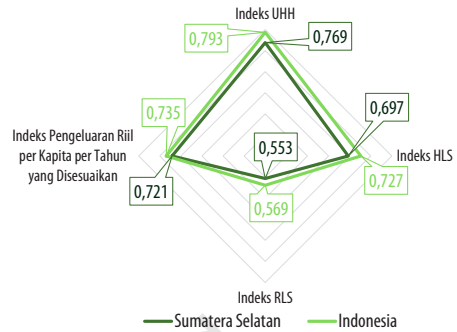 Indeks UHH
0,793
0,769
0,735
0,697
Indeks Pengeluaran Riil
per Kapita per Tahun
yang Disesuaikan
0,553
Indeks HLS
0,721
0,569
0,727
Indeks RLS
Sumatera Selatan
Indonesia